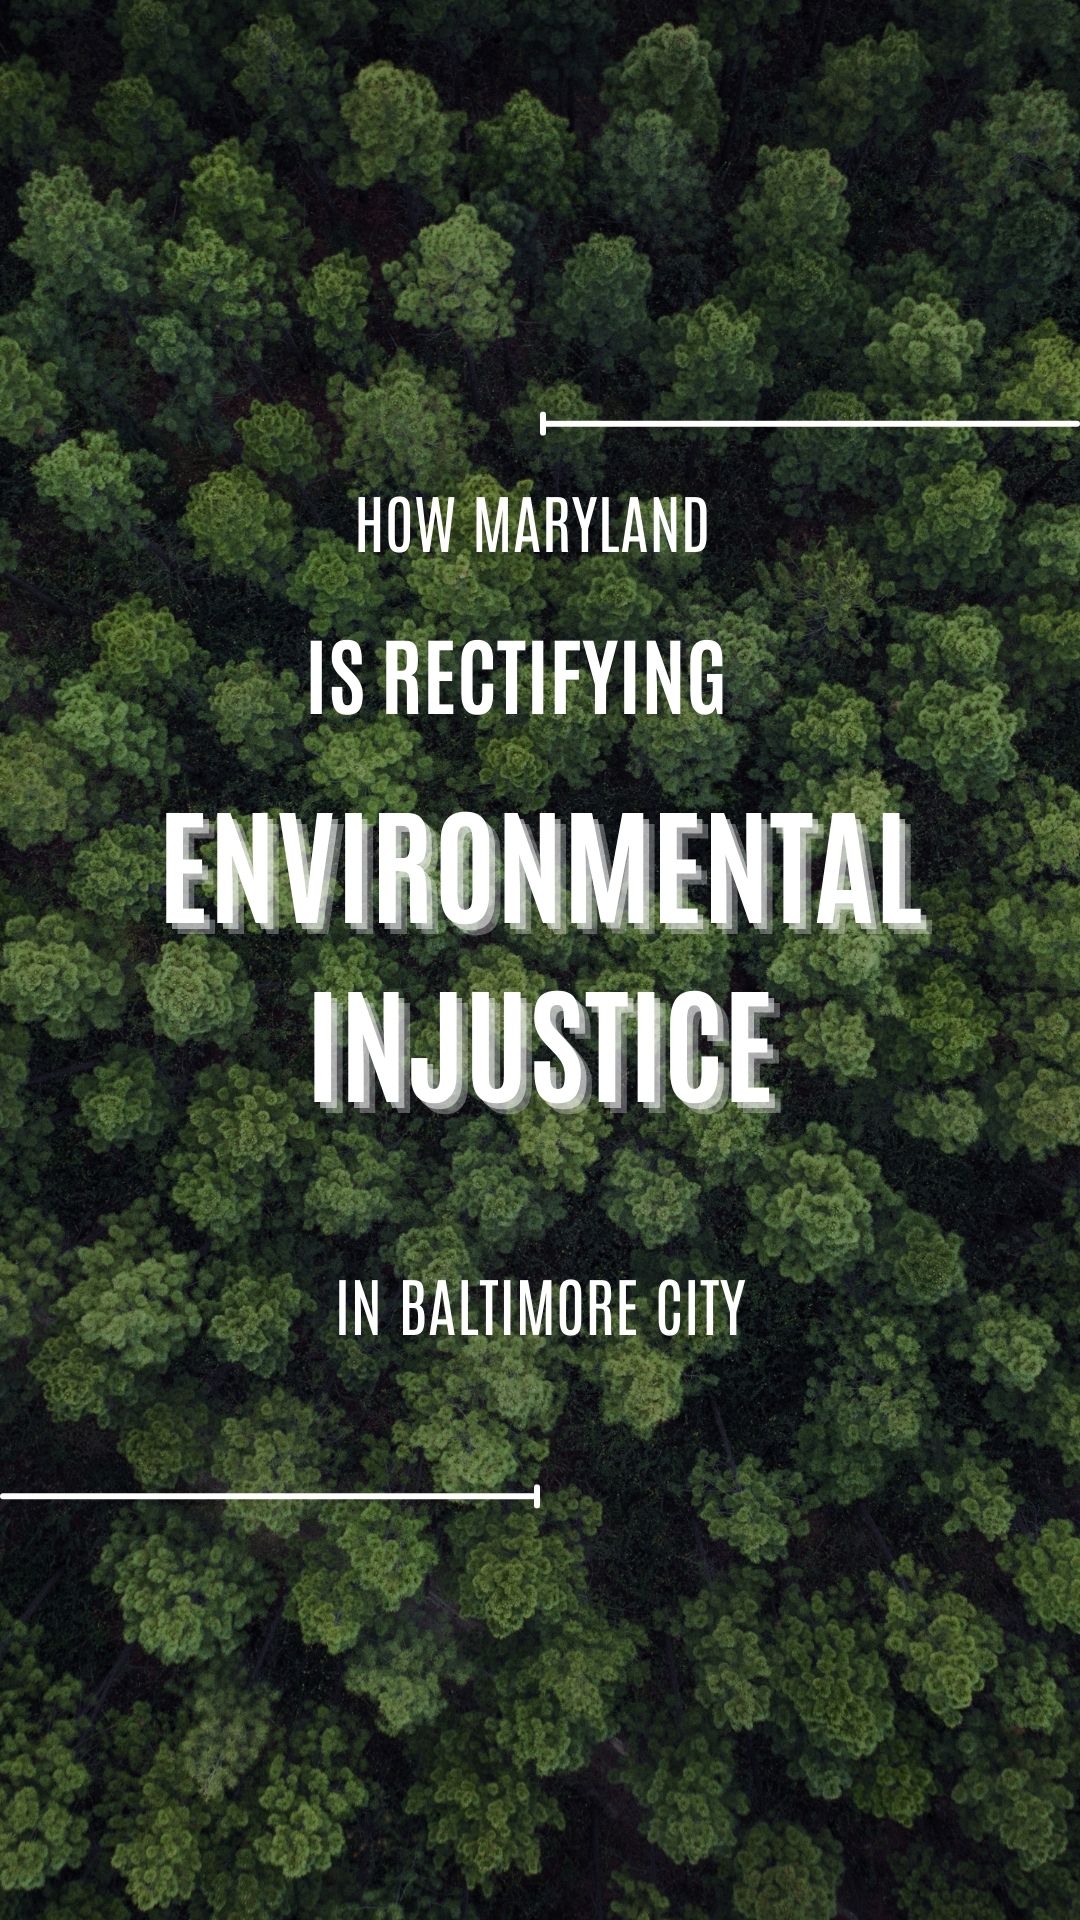 HOW MARYLAND
IS RECTIFYING
ENVIRONMENTAL
INJUSTICE
IN BALTIMORE CITY